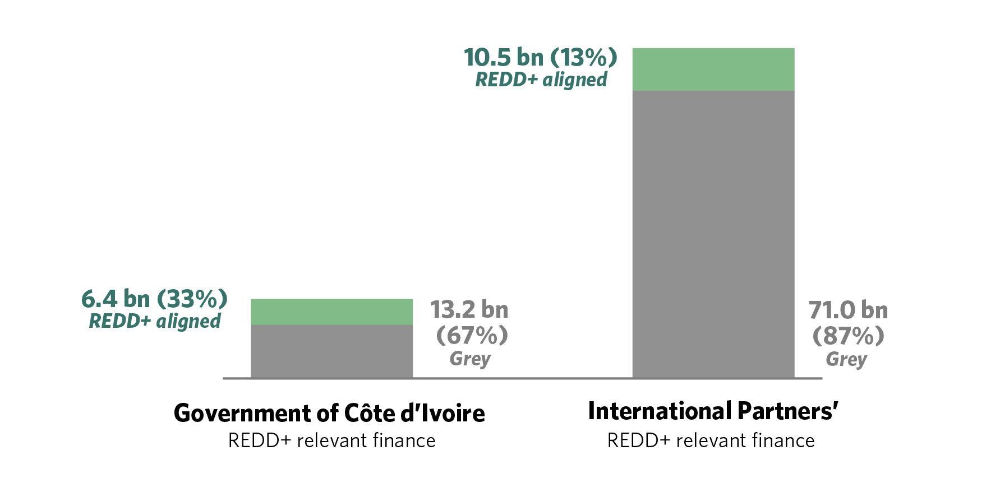 10.5 bn (13%)
REDD+ aligned
6.4 bn (33%)
REDD+ aligned
13.2 bn
(67%)
Grey
71.0 bn
(87%)
Grey
Government of Côte d'Ivoire
REDD+ relevant finance
International Partners'
REDD+ relevant finance